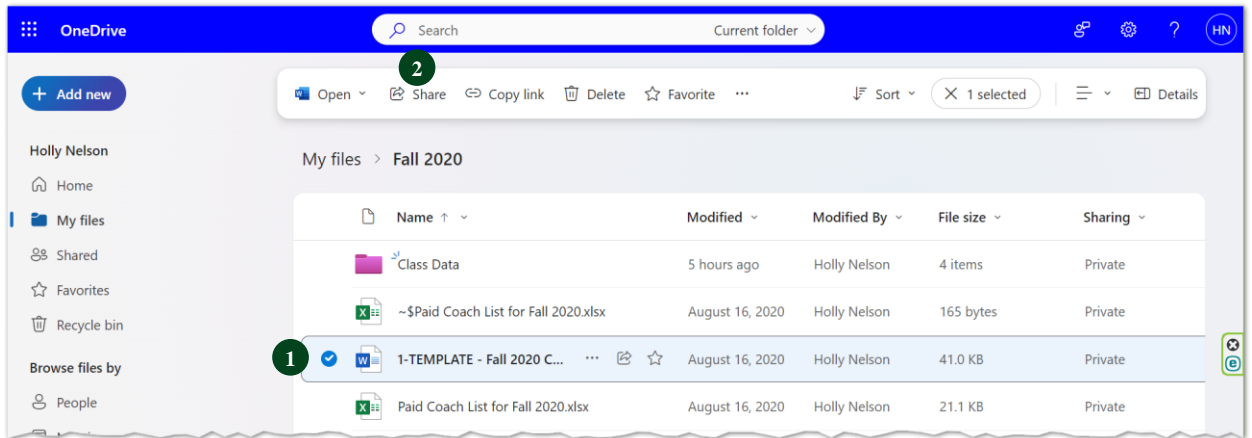 OneDrive Search Current folder HN
2
Add new Open Share Copy link Delete Favorite ... Sort 1 selected Details
Holly Nelson
My files > Fall 2020
Home
My files
Name Modified Modified By File size Sharing
Shared
Class Data 5 hours ago Holly Nelson 4 items Private
Favorites
~$Paid Coach List for Fall 2020.xlsx August 16, 2020 Holly Nelson 165 bytes Private
Recycle bin
1 1-TEMPLATE - Fall 2020 C... ... August 16, 2020 Holly Nelson 41.0 KB Private
Browse files by
People
Paid Coach List for Fall 2020.xlsx August 16, 2020 Holly Nelson 21.1 KB Private